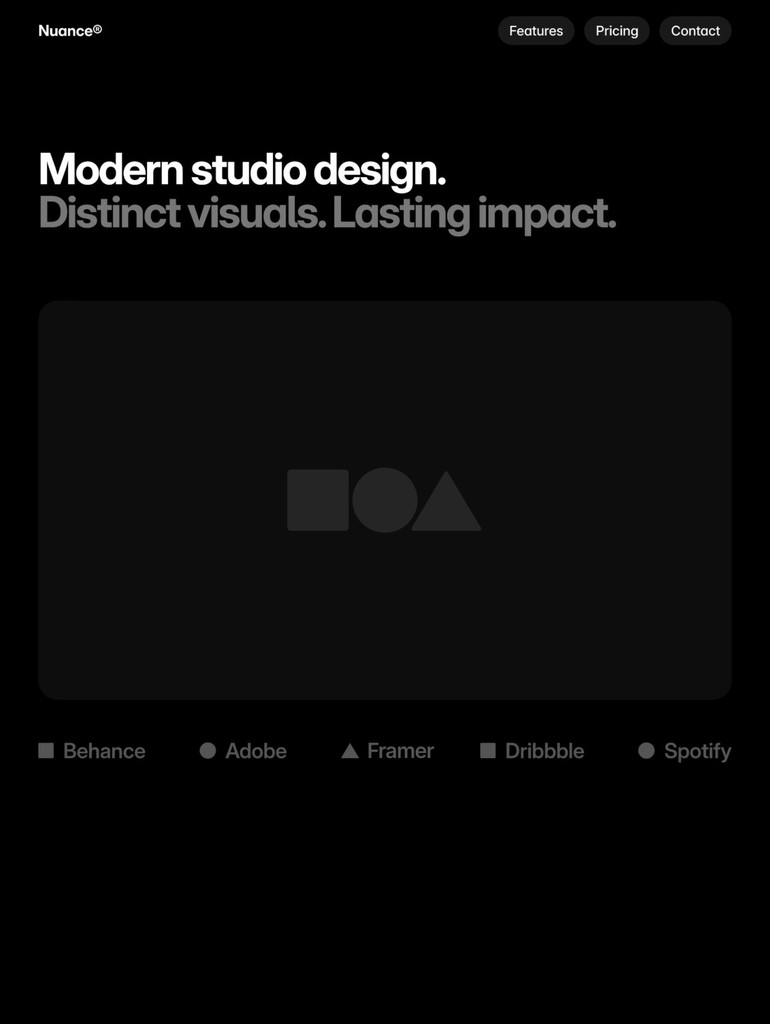 Nuance®
Features
Pricing
Contact
Modern studio design.
Distinct visuals. Lasting impact.
Behance
Adobe
Framer
Dribbble
Spotify